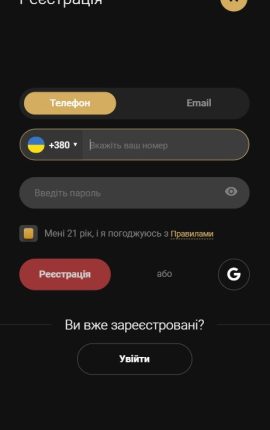 Реєстрація
Телефон Email
+380 Вкажіть ваш номер
Введіть пароль
Мені 21 рік, і я погоджуюсь з Правилами
Реєстрація або G
Ви вже зареєстровані?
Увійти